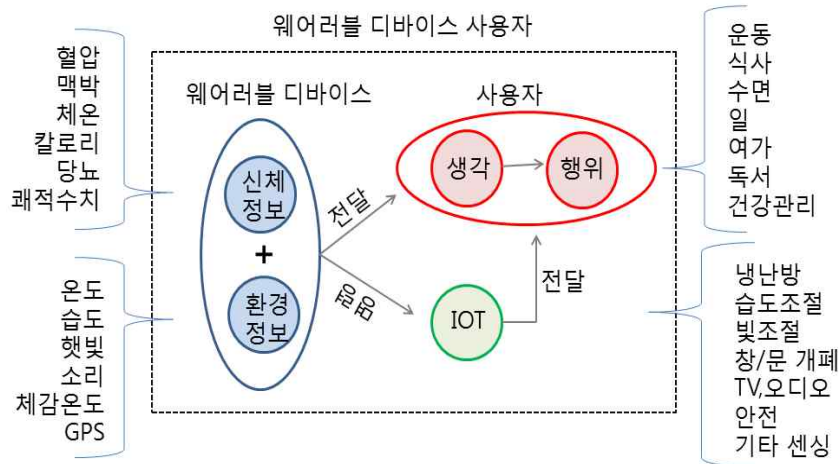 웨어러블 디바이스 사용자
혈압
맥박
체온
칼로리
당뇨
쾌적수치
온도
습도
햇빛
소리
체감온도
GPS
웨어러블 디바이스
신체
정보
+
환경
정보
전달
명령
사용자
생각
행위
IOT
전달
운동
식사
수면
일
여가
독서
건강관리
냉난방
습도조절
빛조절
창/문 개폐
TV,오디오
안전
기타 센싱